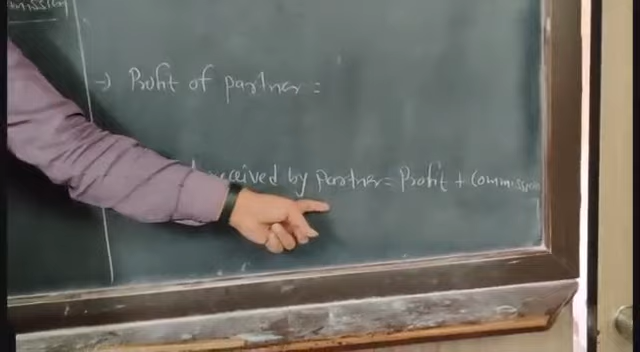 → Profit of partner =
received by partner = Profit + Commission